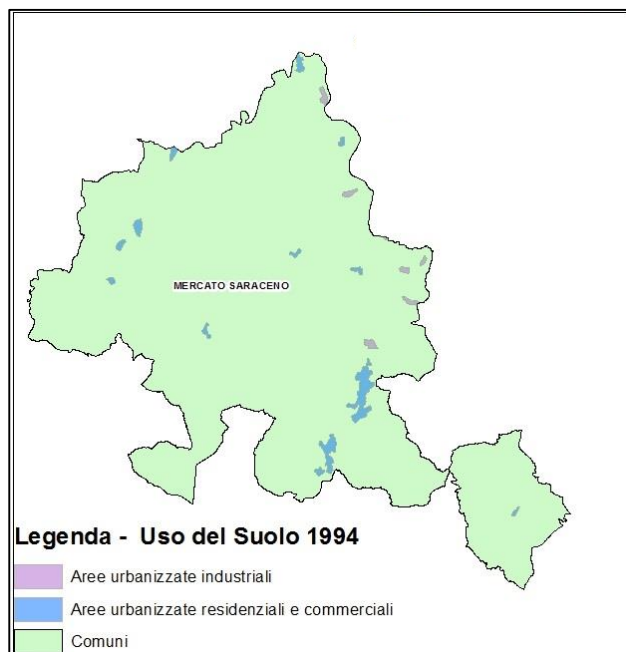 MERCATO SARACENO
Legenda - Uso del Suolo 1994
Aree urbanizzate industriali
Aree urbanizzate residenziali e commerciali
Comuni